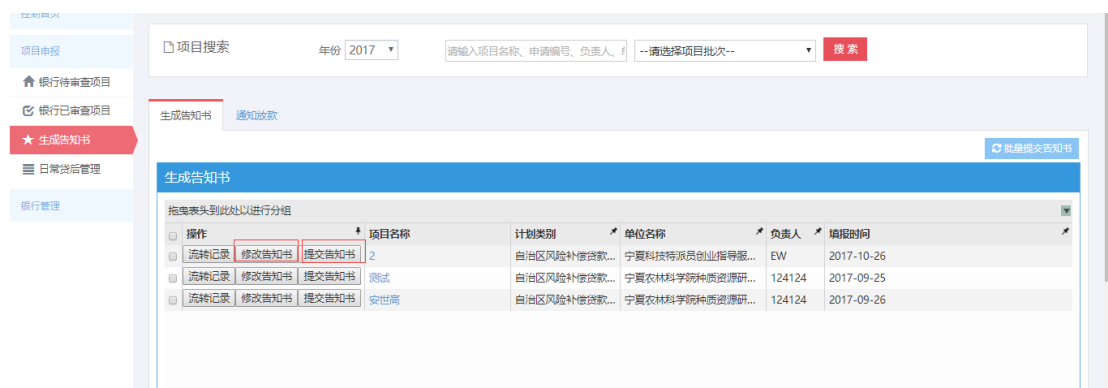 控制首页
项目申报
银行待审查项目
银行已审查项目
生成告知书
日常贷后管理
银行管理
项目搜索 年份 2017 请输入项目名称、申请编号、负责人、 --请选择项目批次-- 搜索
生成告知书 通知放款
批量提交告知书
生成告知书
拖曳表头到此处以进行分组
操作 项目名称 计划类别 单位名称 负责人 填报时间
流转记录 修改告知书 提交告知书 2 自治区风险补偿贷款... 宁夏科技特派员创业指导服... EW 2017-10-26
流转记录 修改告知书 提交告知书 测试 自治区风险补偿贷款... 宁夏农林科学院种质资源研... 124124 2017-09-25
流转记录 修改告知书 提交告知书 安世高 自治区风险补偿贷款... 宁夏农林科学院种质资源研... 124124 2017-09-26